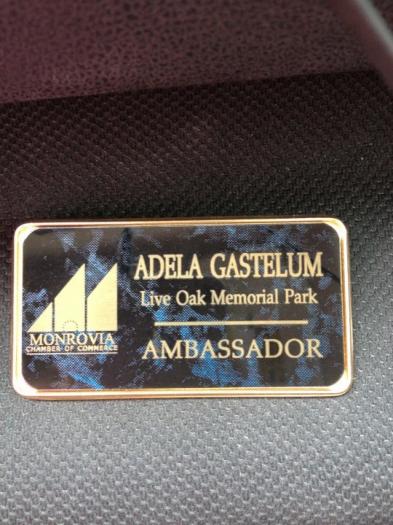 ADELA GASTELUM
Live Oak Memorial Park
AMBASSADOR
MONROVIA
CHAMBER OF COMMERCE